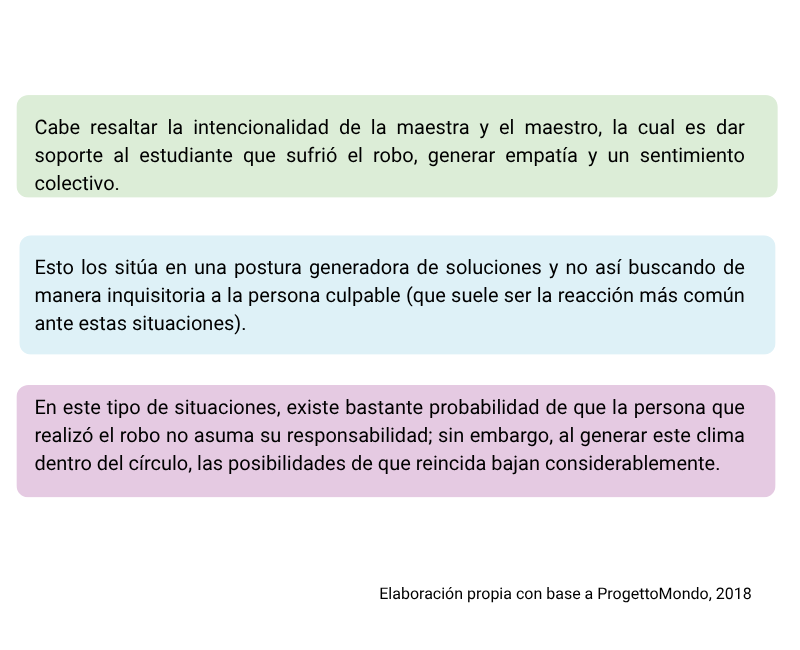 Cabe resaltar la intencionalidad de la maestra y el maestro, la cual es dar
soporte al estudiante que sufrió el robo, generar empatía y un sentimiento
colectivo.
Esto los sitúa en una postura generadora de soluciones y no así buscando de
manera inquisitoria a la persona culpable (que suele ser la reacción más común
ante estas situaciones).
En este tipo de situaciones, existe bastante probabilidad de que la persona que
realizó el robo no asuma su responsabilidad; sin embargo, al generar este clima
dentro del círculo, las posibilidades de que reincida bajan considerablemente.
Elaboración propia con base a ProgettoMondo, 2018